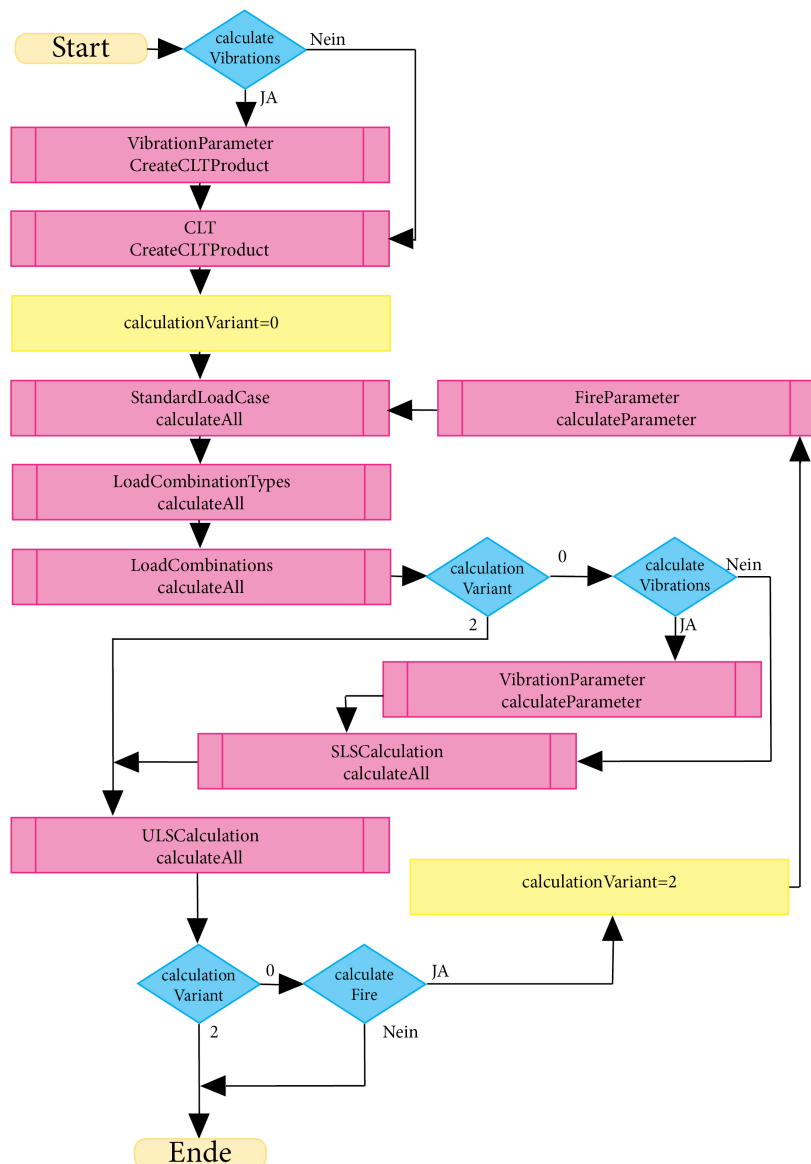 Start
calculate
Vibrations
Nein
JA
VibrationParameter
CreateCLTProduct
CLT
CreateCLTProduct
calculationVariant=0
StandardLoadCase
calculateAll
FireParameter
calculateParameter
LoadCombinationTypes
calculateAll
LoadCombinations
calculateAll
calculation
Variant
0
calculate
Vibrations
Nein
2
JA
VibrationParameter
calculateParameter
SLSCalculation
calculateAll
ULSCalculation
calculateAll
calculationVariant=2
calculation
Variant
0
calculate
Fire
JA
2
Nein
Ende